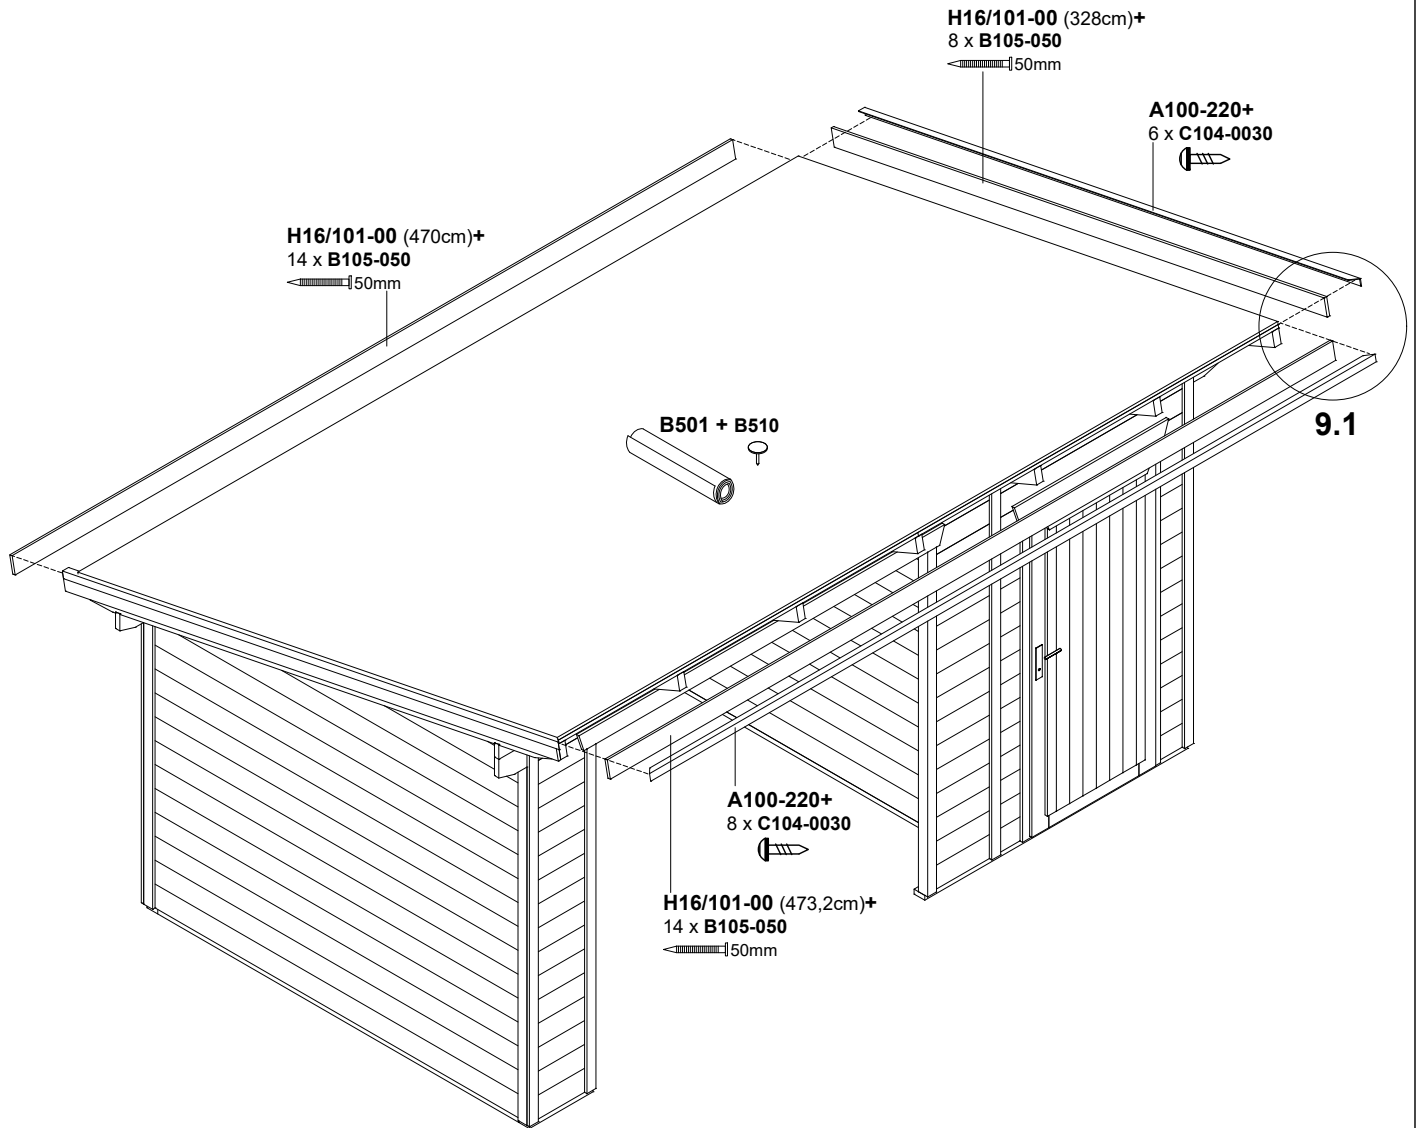 H16/101-00 (328cm)+
8 x B105-050
50mm
A100-220+
6 x C104-0030
H16/101-00 (470cm)+
14 x B105-050
50mm
B501 + B510
9.1
A100-220+
8 x C104-0030
H16/101-00 (473,2cm)+
14 x B105-050
50mm